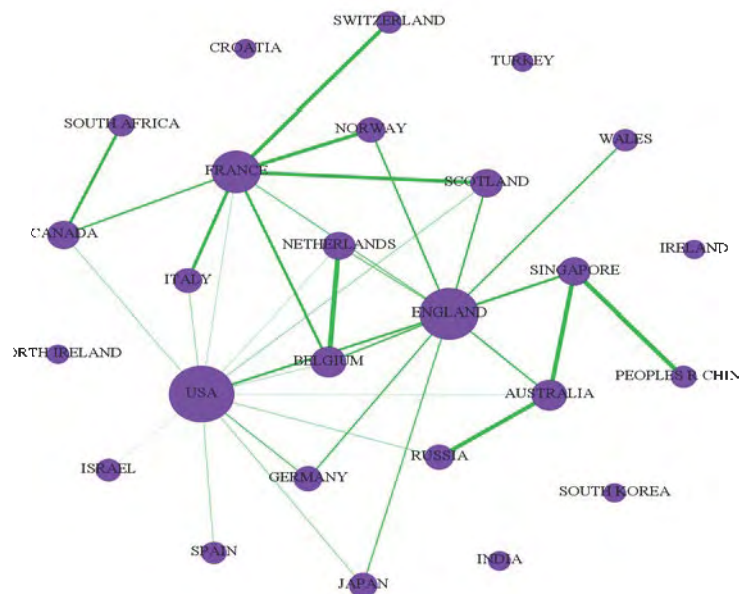 SWITZERLAND
CROATIA
TURKEY
SOUTH AFRICA
NORWAY
WALES
FRANCE
SCOTLAND
CANADA
NETHERLANDS
IRELAND
SINGAPORE
ITALY
ENGLAND
ORTH IRELAND
BELGIUM
PEOPLES R CHIN
USA
AUSTRALIA
RUSSIA
ISRAEL
GERMANY
SOUTH KOREA
SPAIN
INDIA
JAPAN